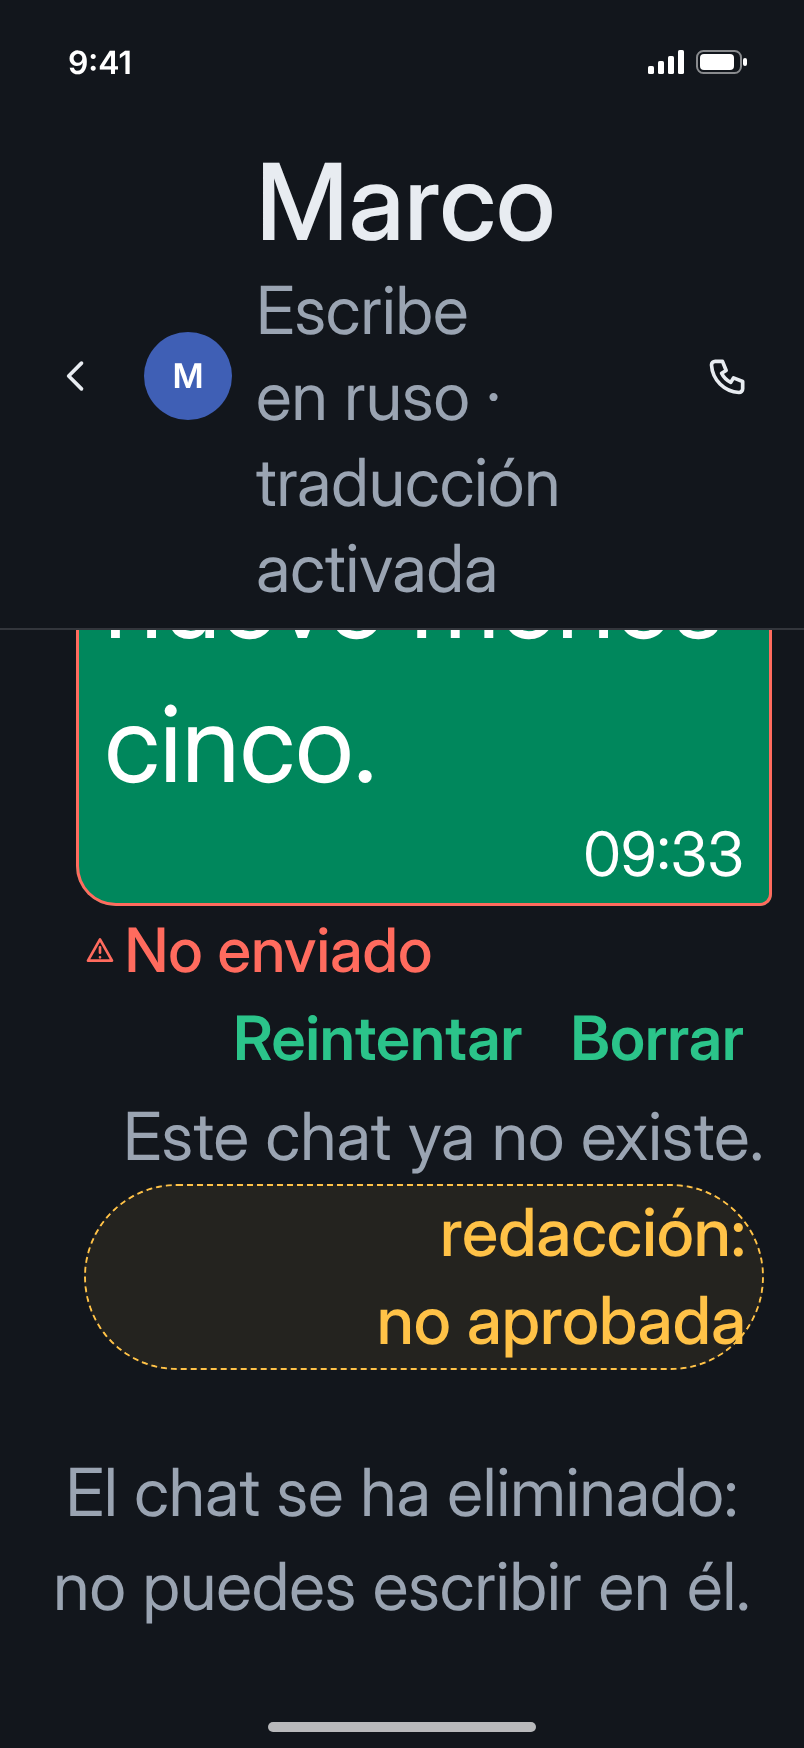 9:41
Marco
Escribe
en ruso ·
traducción
activada
M
cinco.
09:33
No enviado
Reintentar Borrar
Este chat ya no existe.
redacción:
no aprobada
El chat se ha eliminado:
no puedes escribir en él.